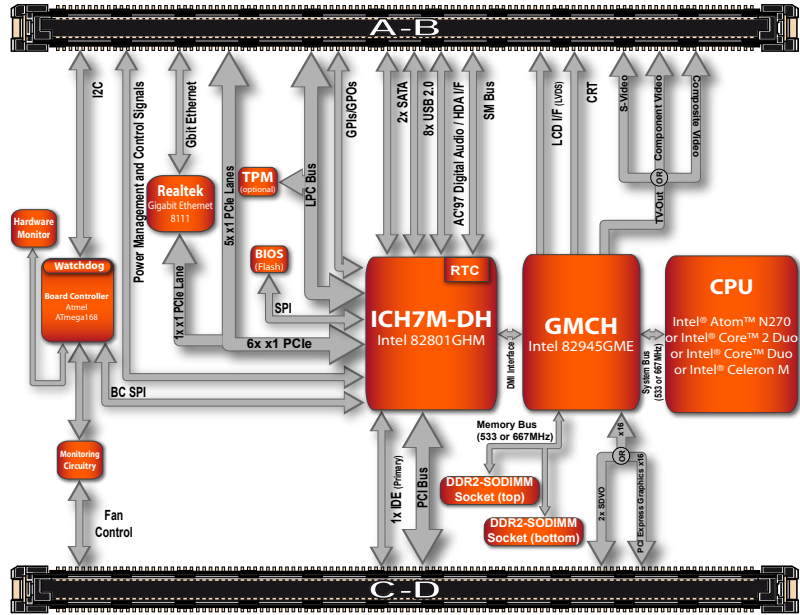 A-B
I2C
Power Management and Control Signals
Gbit Ethernet
5x x1 PCIe Lanes
LPC Bus
GPIs/GPOs
2x SATA
8x USB 2.0
AC'97 Digital Audio / HDA I/F
SM Bus
LCD I/F (LVDS)
CRT
S-Video
Component Video
Composite Video
OR
TV-Out
TPM
(optional)
Realtek
Gigabit Ethernet
8111
Hardware
Monitor
Watchdog
Board Controller
Atmel
ATmega168
BIOS
(Flash)
SPI
1x x1 PCIe Lane
6x x1 PCIe
BC SPI
RTC
ICH7M-DH
Intel 82801GHM
DMI Interface
GMCH
Intel 82945GME
System Bus
(533 or 667MHz)
CPU
Intel® Atom™ N270
or Intel® Core™ 2 Duo
or Intel® Core™ Duo
or Intel® Celeron M
Memory Bus
(533 or 667MHz)
x16
OR
Monitoring
Circuitry
1x IDE (Primary)
PCI Bus
DDR2-SODIMM
Socket (top)
DDR2-SODIMM
Socket (bottom)
2x SDVO
PCI Express Graphics x16
Fan
Control
C-D